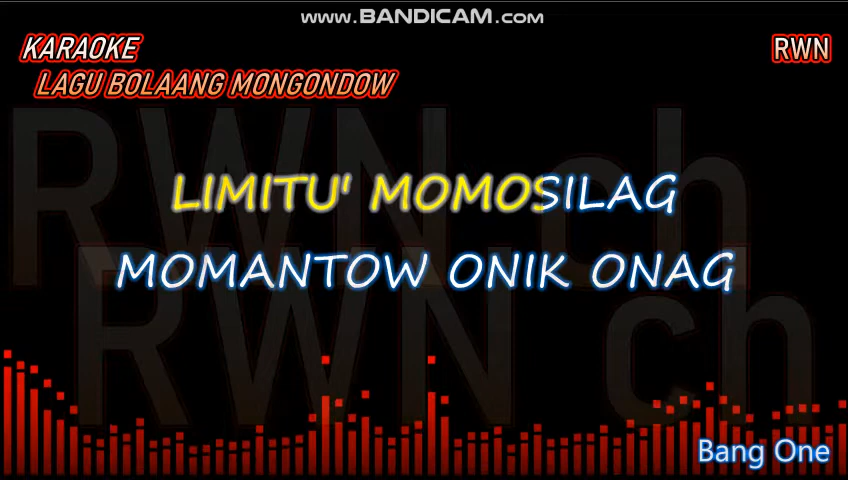 www.BANDICAM.com
KARAOKE
RWN
LAGU BOLAANG MONGONDOW
RWN ch
LIMITU' MOMOSILAG
MOMANTOW ONIK ONAG
RWN ch
Bang One